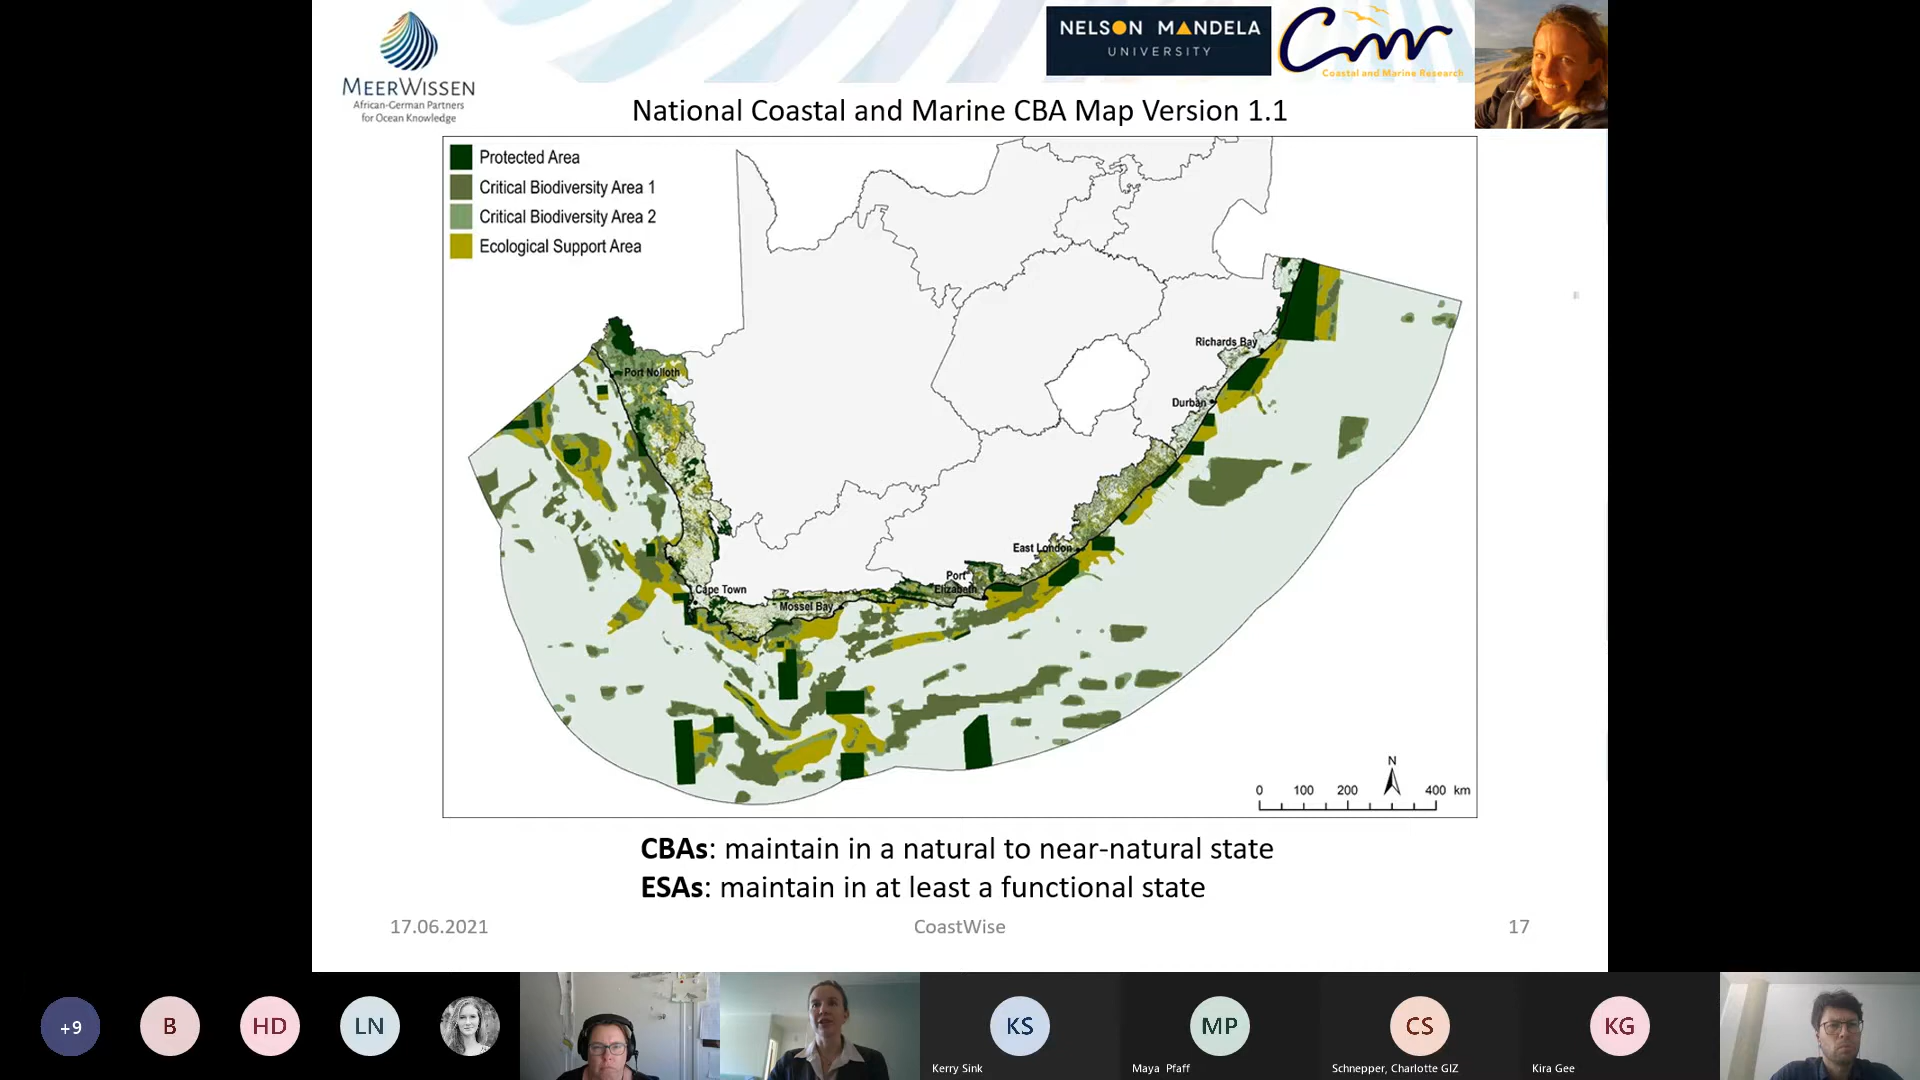 MEERWISSEN
African-German Partners
for Ocean Knowledge
NELSON MANDELA
UNIVERSITY
cmr
Coastal and Marine Research
National Coastal and Marine CBA Map Version 1.1
Protected Area
Critical Biodiversity Area 1
Critical Biodiversity Area 2
Ecological Support Area
Richards Bay
Port Nolloth
Durban
East London
Port
Elizabeth
Cape Town
Mossel Bay
N
0 100 200 400 km
CBAs: maintain in a natural to near-natural state
ESAs: maintain in at least a functional state
17.06.2021 CoastWise 17
+9 B HD LN KS MP CS KG
Kerry Sink Maya Pfaff Schnepper, Charlotte GIZ Kira Gee